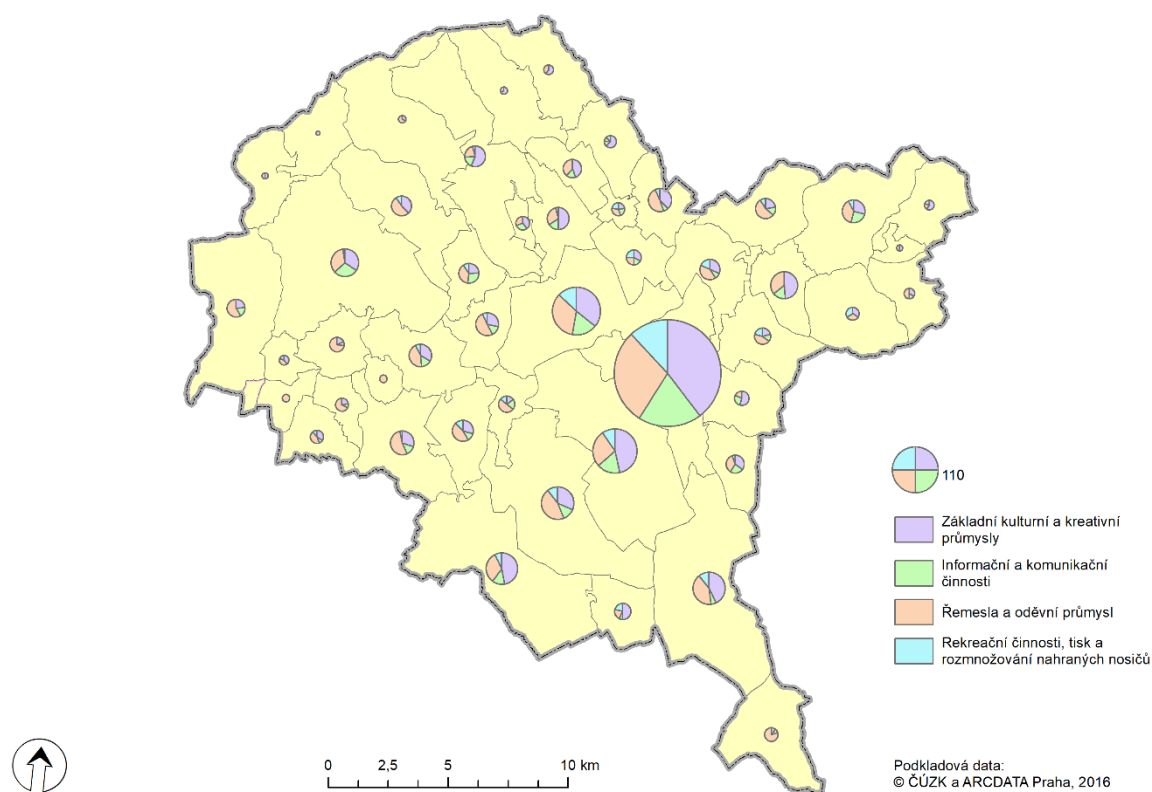 110
Základní kulturní a kreativní
průmysly
Informační a komunikační
činnosti
Řemesla a oděvní průmysl
Rekreační činnosti, tisk a
rozmnožování nahraných nosičů
0 2,5 5 10 km
Podkladová data:
© ČÚZK a ARCDATA Praha, 2016